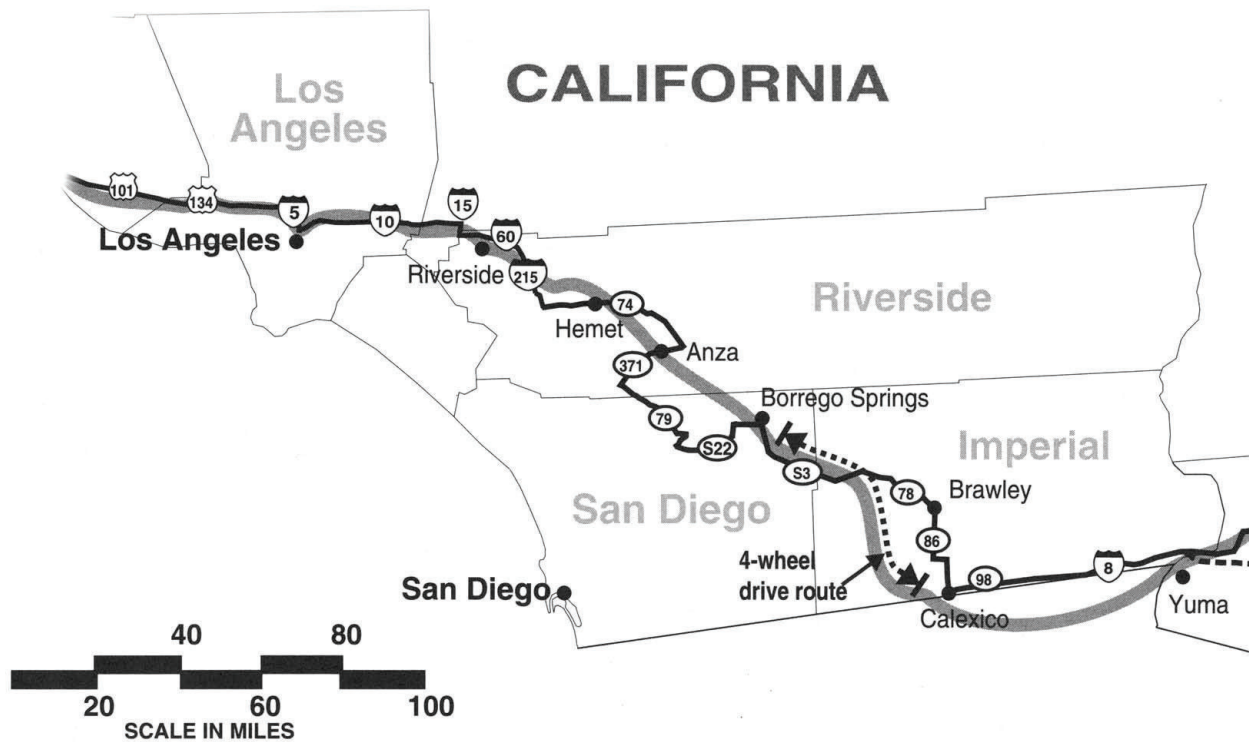 CALIFORNIA
Los
Angeles
101
134
5
10
15
60
215
Los Angeles
Riverside
Hemet
74
Riverside
371
Anza
79
S22
Borrego Springs
S3
Imperial
78
Brawley
San Diego
86
4-wheel
drive route
98
8
San Diego
Calexico
Yuma
40 80
20 60 100
SCALE IN MILES